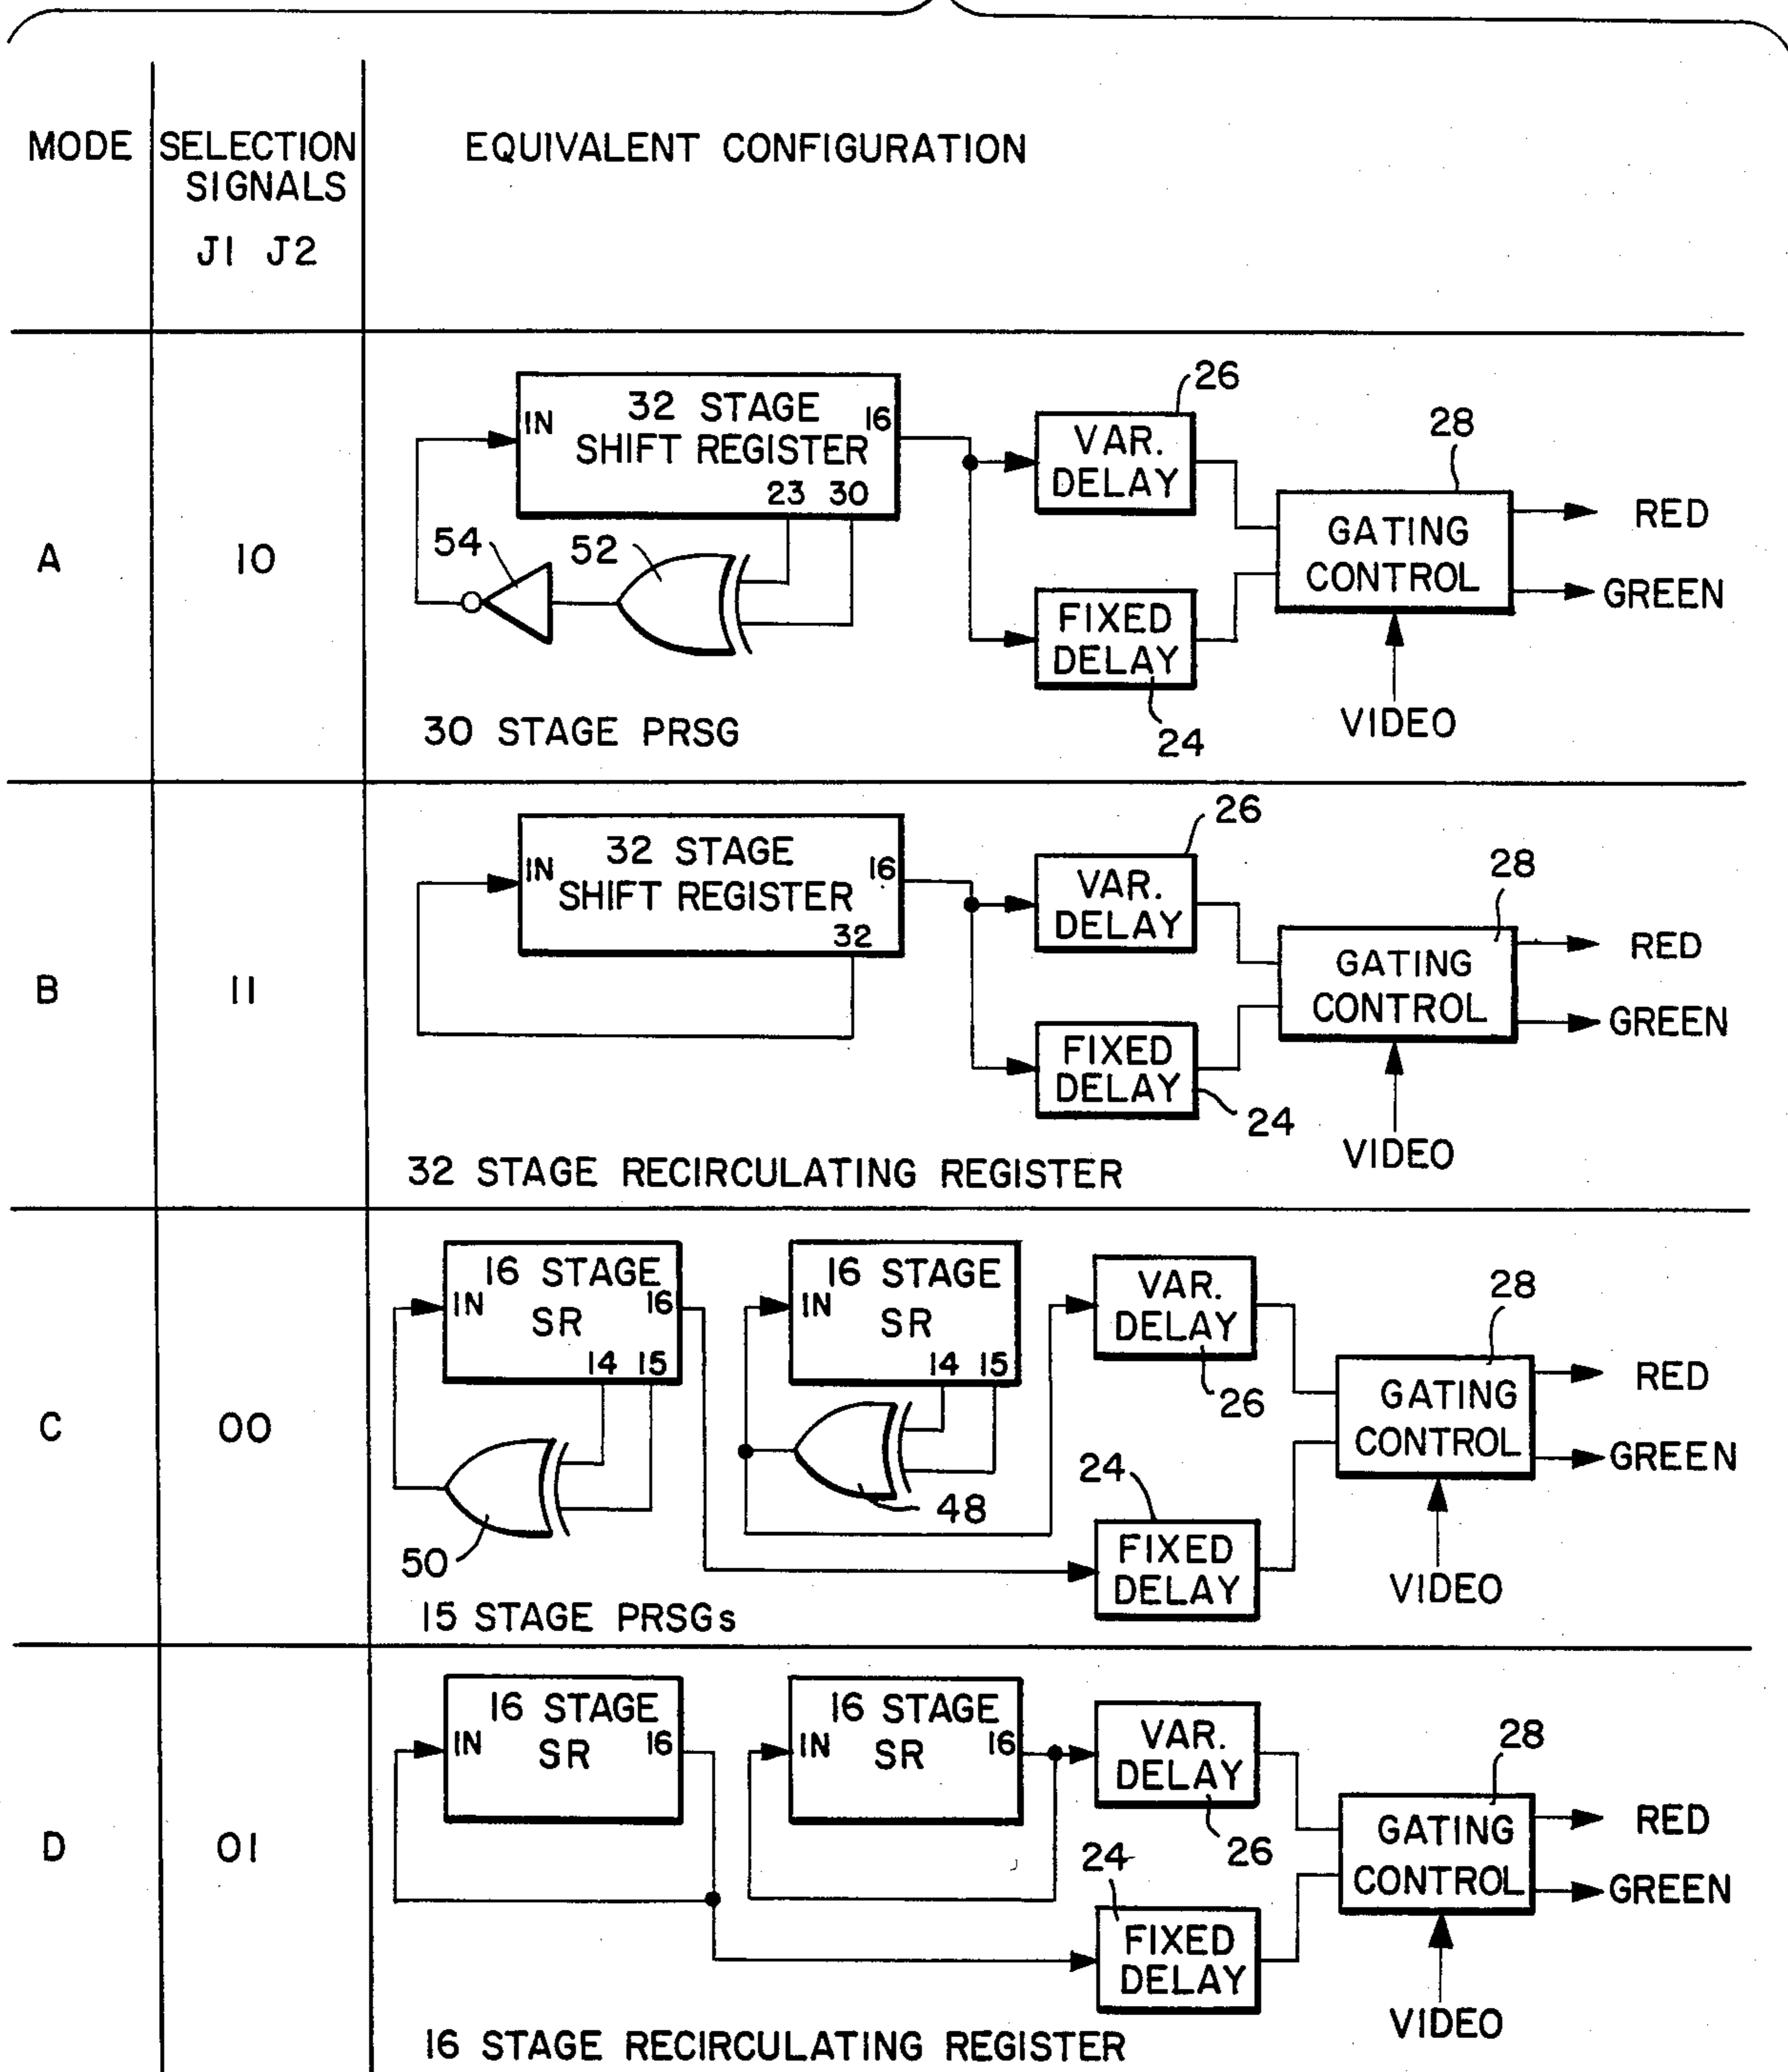 MODE
SELECTION
SIGNALS
J1 J2
EQUIVALENT CONFIGURATION
A
10
32 STAGE
SHIFT REGISTER
IN
16
23 30
54
52
26
VAR.
DELAY
FIXED
DELAY
24
28
GATING
CONTROL
RED
GREEN
VIDEO
30 STAGE PRSG
B
11
32 STAGE
SHIFT REGISTER
IN
16
32
26
VAR.
DELAY
FIXED
DELAY
24
28
GATING
CONTROL
RED
GREEN
VIDEO
32 STAGE RECIRCULATING REGISTER
C
00
16 STAGE
SR
IN
16
14 15
50
16 STAGE
SR
IN
14 15
48
VAR.
DELAY
26
24
FIXED
DELAY
28
GATING
CONTROL
RED
GREEN
VIDEO
15 STAGE PRSGs
D
01
16 STAGE
SR
IN
16
16 STAGE
SR
IN
16
VAR.
DELAY
26
24
FIXED
DELAY
28
GATING
CONTROL
RED
GREEN
VIDEO
16 STAGE RECIRCULATING REGISTER